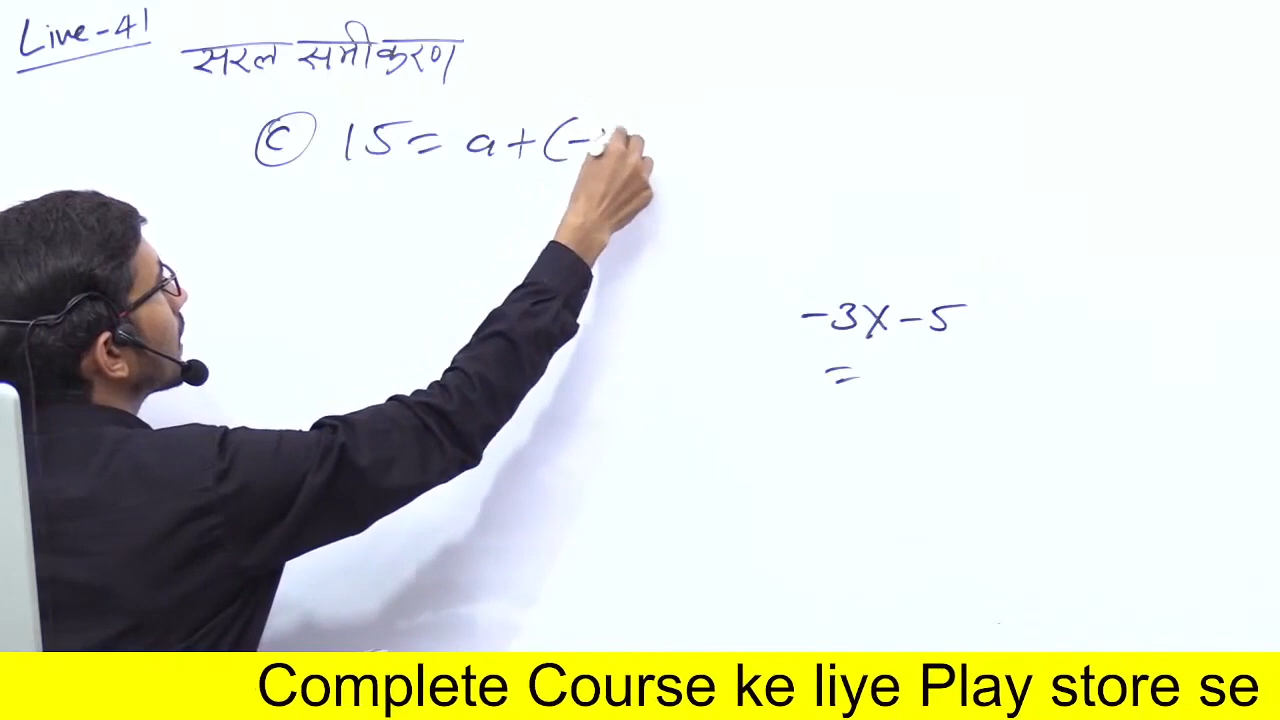 Live-41
सरल समीकरण
(c) 15 = a + (-
-3x-5
=
Complete Course ke liye Play store se